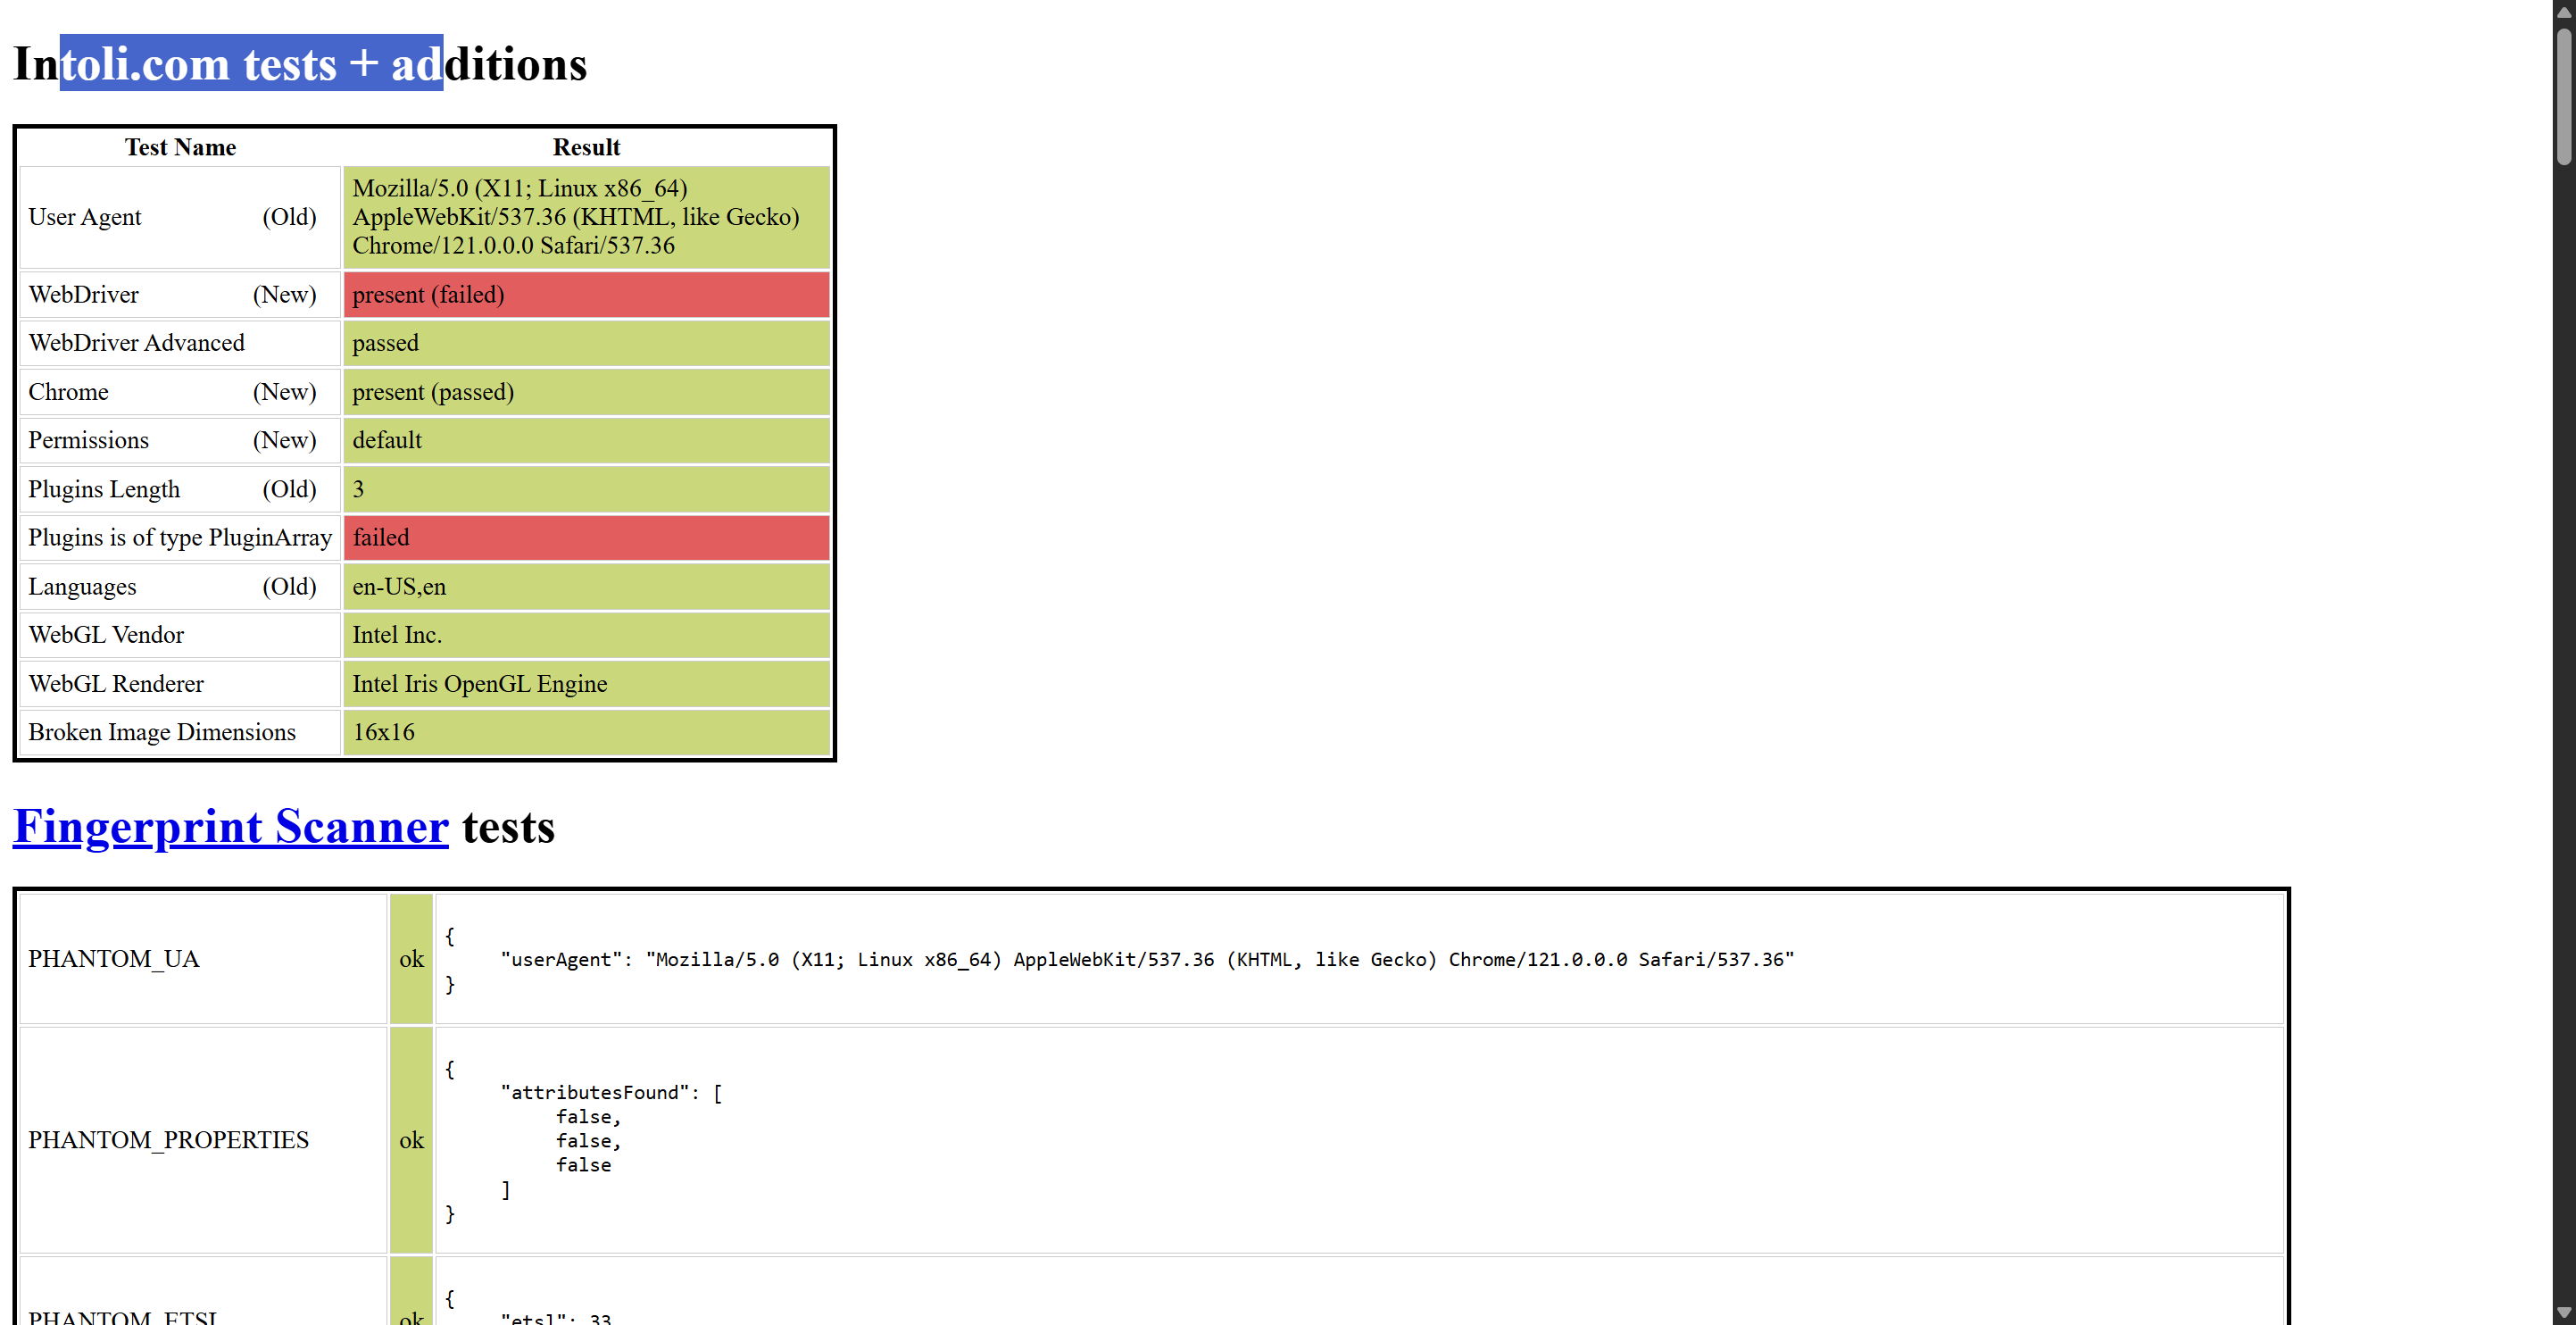 Intoli.com tests + additions
Test Name Result
User Agent (Old) Mozilla/5.0 (X11; Linux x86_64)
AppleWebKit/537.36 (KHTML, like Gecko)
Chrome/121.0.0.0 Safari/537.36
WebDriver (New) present (failed)
WebDriver Advanced passed
Chrome (New) present (passed)
Permissions (New) default
Plugins Length (Old) 3
Plugins is of type PluginArray failed
Languages (Old) en-US,en
WebGL Vendor Intel Inc.
WebGL Renderer Intel Iris OpenGL Engine
Broken Image Dimensions 16x16
Fingerprint Scanner tests
PHANTOM_UA ok {
"userAgent": "Mozilla/5.0 (X11; Linux x86_64) AppleWebKit/537.36 (KHTML, like Gecko) Chrome/121.0.0.0 Safari/537.36"
}
PHANTOM_PROPERTIES ok {
"attributesFound": [
false,
false,
false
]
}
PHANTOM_ETSL ok {
"etsl": 33